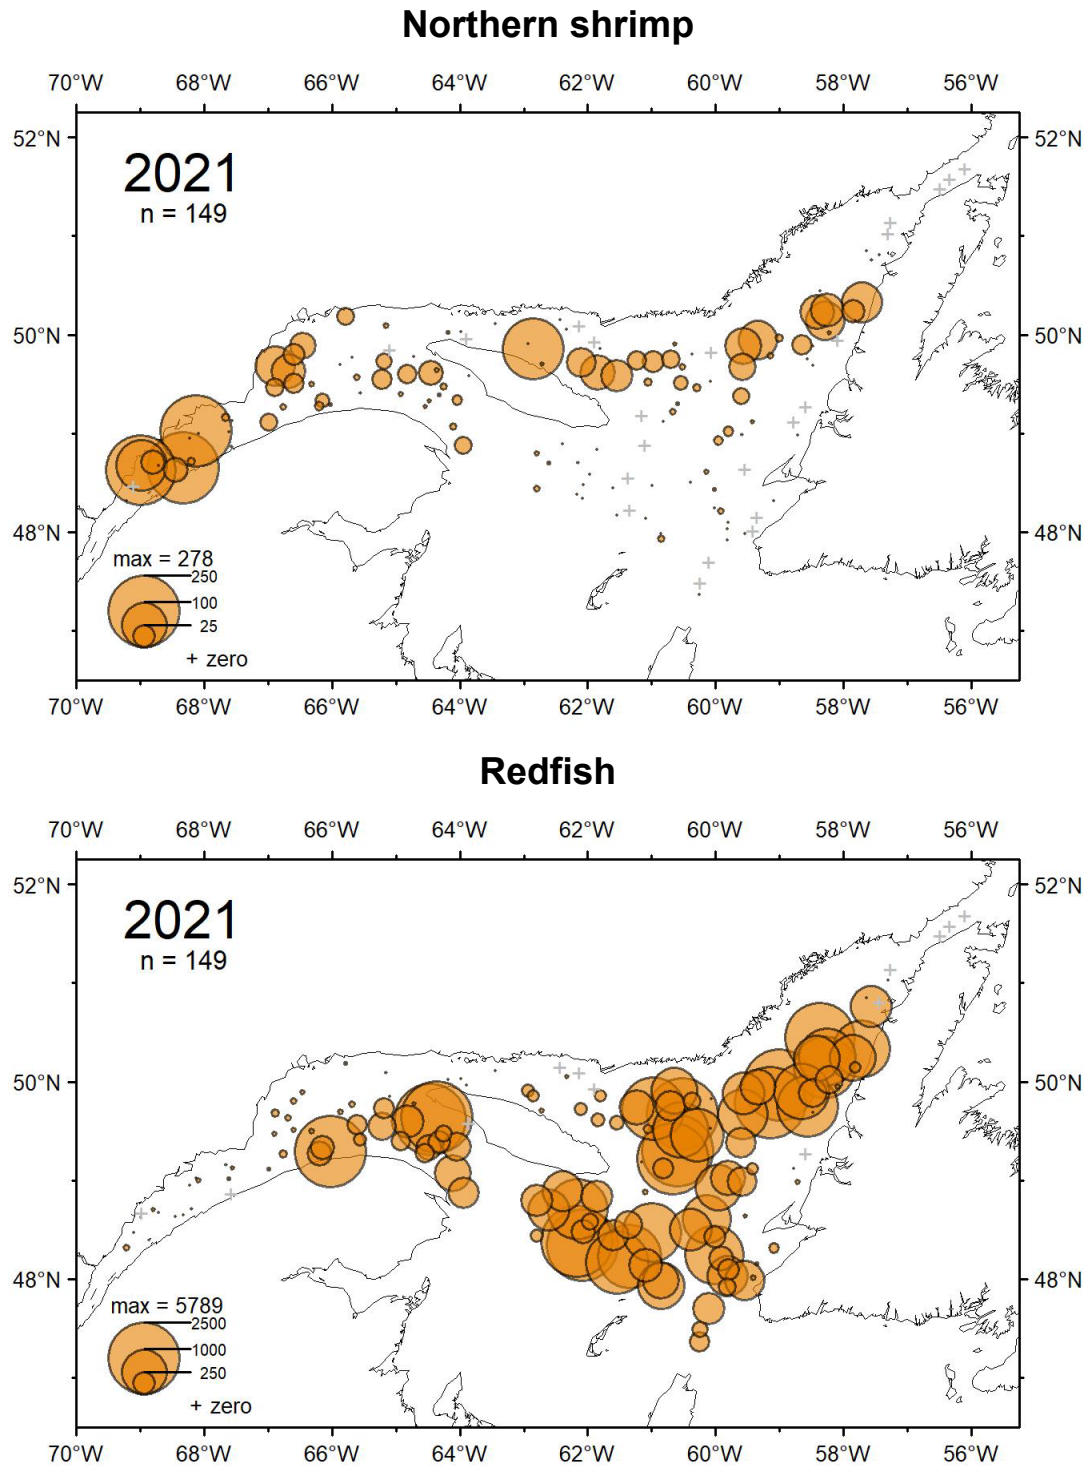 Northern shrimp
70°W 68°W 66°W 64°W 62°W 60°W 58°W 56°W
52°N 52°N
2021
n = 149
50°N 50°N
48°N 48°N
max = 278
250
100
25
+ zero
70°W 68°W 66°W 64°W 62°W 60°W 58°W 56°W
Redfish
70°W 68°W 66°W 64°W 62°W 60°W 58°W 56°W
52°N 52°N
2021
n = 149
50°N 50°N
48°N 48°N
max = 5789
2500
1000
250
+ zero
70°W 68°W 66°W 64°W 62°W 60°W 58°W 56°W